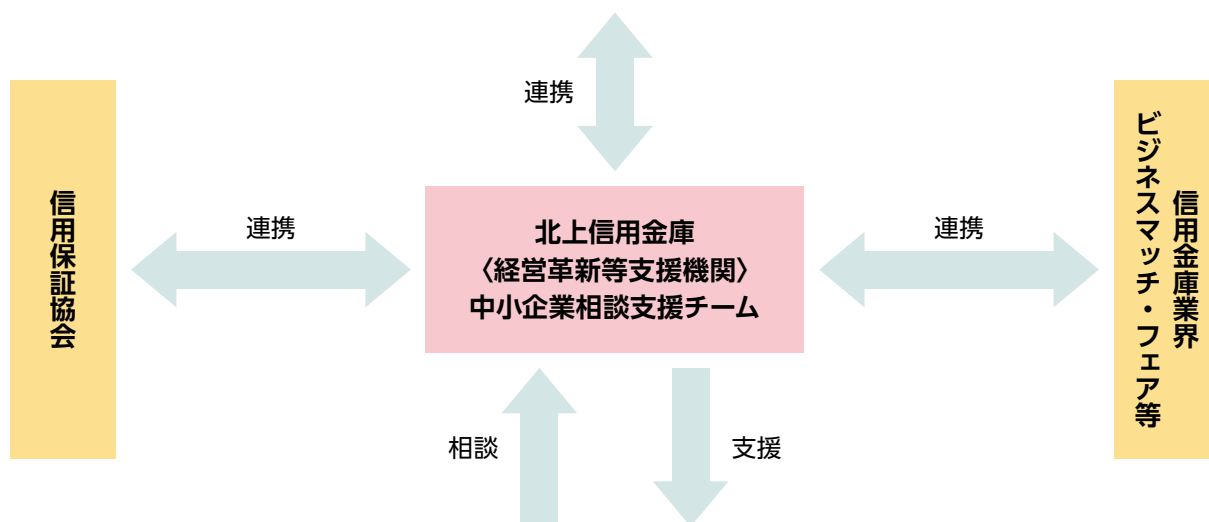 連携
信用保証協会
連携
北上信用金庫
〈経営革新等支援機関〉
中小企業相談支援チーム
連携
信用金庫業界
ビジネスマッチ・フェア等
相談
支援